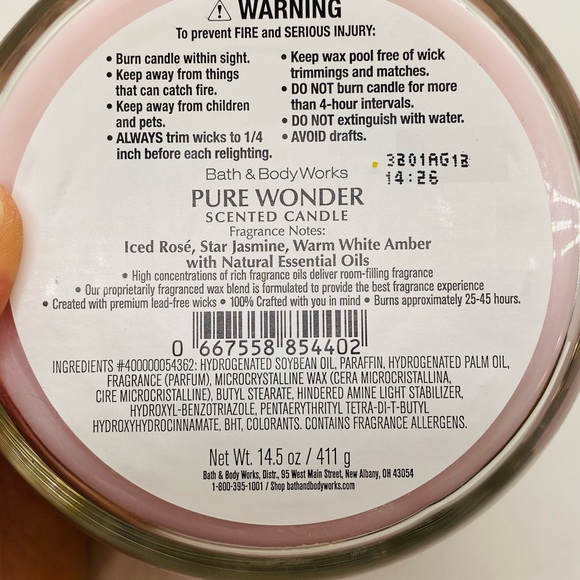 ⚠ WARNING
To prevent FIRE and SERIOUS INJURY:
• Burn candle within sight.
• Keep away from things
that can catch fire.
• Keep away from children
and pets.
• ALWAYS trim wicks to 1/4
inch before each relighting.
• Keep wax pool free of wick
trimmings and matches.
• DO NOT burn candle for more
than 4-hour intervals.
• DO NOT extinguish with water.
• AVOID drafts.
3201AG12
14:26
Bath & Body Works
PURE WONDER
SCENTED CANDLE
Fragrance Notes:
Iced Rosé, Star Jasmine, Warm White Amber
with Natural Essential Oils
• High concentrations of rich fragrance oils deliver room-filling fragrance
• Our proprietarily fragranced wax blend is formulated to provide the best fragrance experience
• Created with premium lead-free wicks • 100% Crafted with you in mind • Burns approximately 25-45 hours.
0 667558 854402
INGREDIENTS #400000054362: HYDROGENATED SOYBEAN OIL, PARAFFIN, HYDROGENATED PALM OIL,
FRAGRANCE (PARFUM), MICROCRYSTALLINE WAX (CERA MICROCRISTALLINA,
CIRE MICROCRISTALLINE), BUTYL STEARATE, HINDERED AMINE LIGHT STABILIZER,
HYDROXYL-BENZOTRIAZOLE, PENTAERYTHRITYL TETRA-DI-T-BUTYL
HYDROXYHYDROCINNAMATE, BHT, COLORANTS. CONTAINS FRAGRANCE ALLERGENS.
Net Wt. 14.5 oz / 411 g
Bath & Body Works, Distr., 95 West Main Street, New Albany, OH 43054
1-800-395-1001 / Shop bathandbodyworks.com